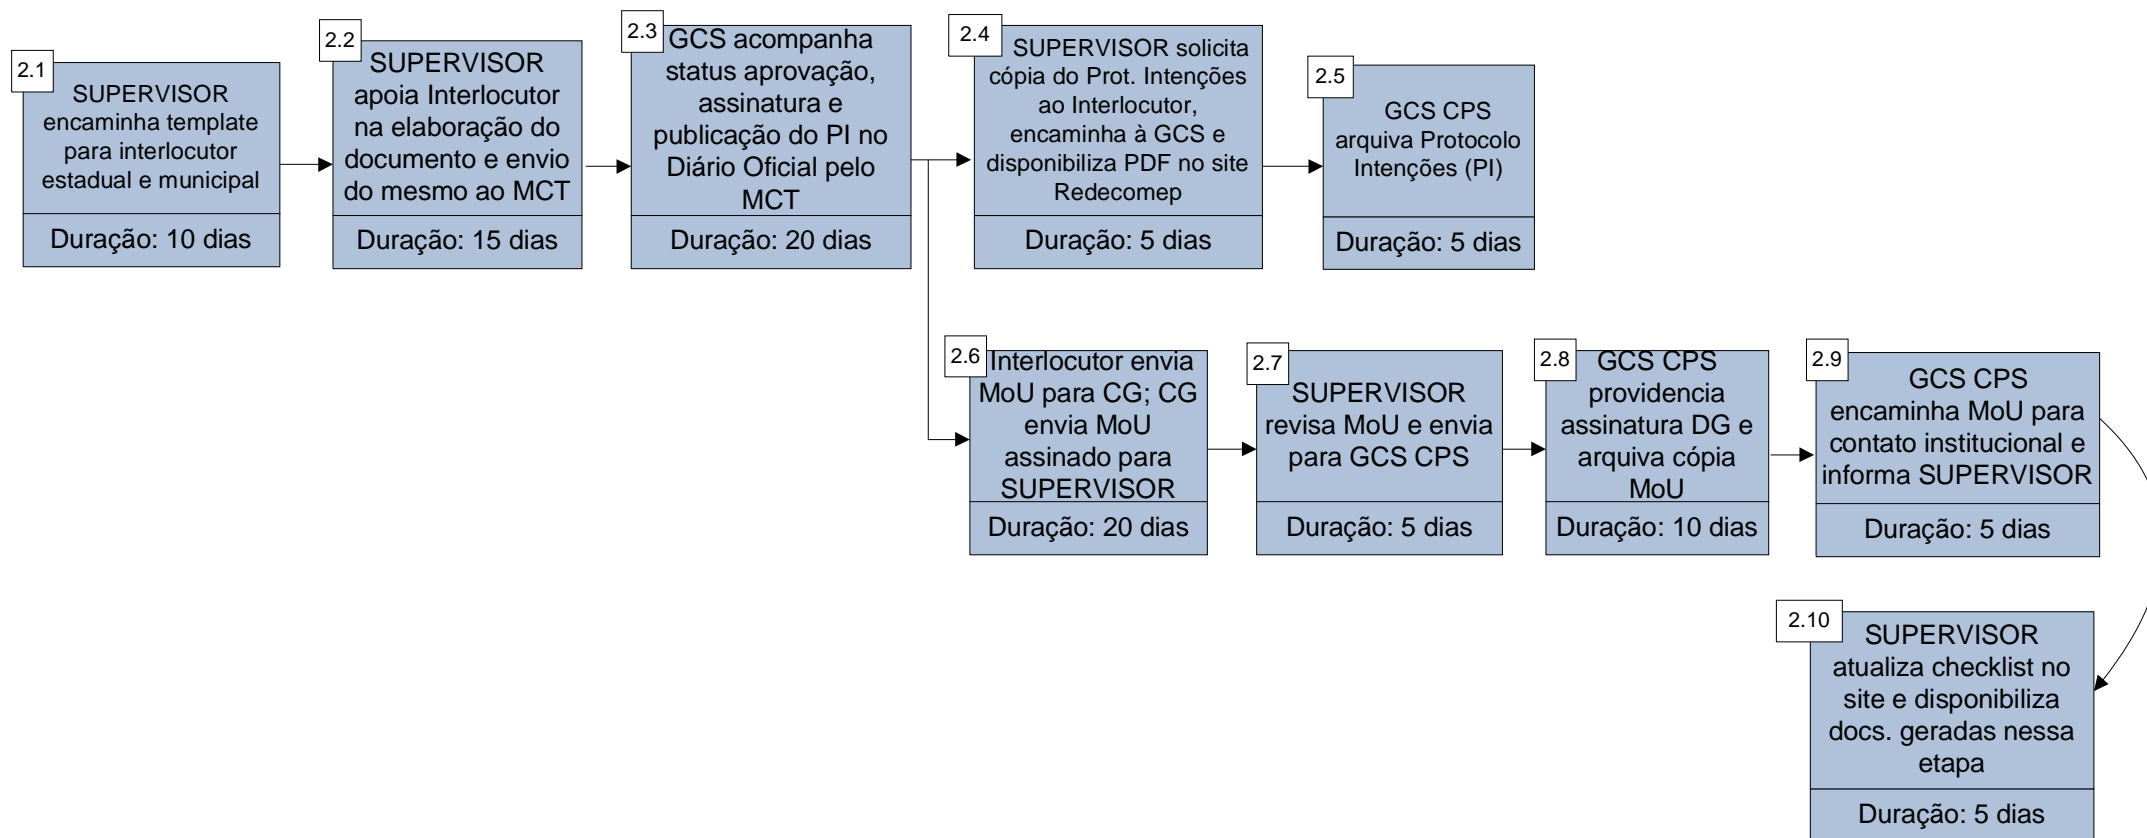 2.1
SUPERVISOR
encaminha template
para interlocutor
estadual e municipal
Duração: 10 dias
2.2
SUPERVISOR
apoia Interlocutor
na elaboração do
documento e envio
do mesmo ao MCT
Duração: 15 dias
2.3
GCS acompanha
status aprovação,
assinatura e
publicação do PI no
Diário Oficial pelo
MCT
Duração: 20 dias
2.4
SUPERVISOR solicita
cópia do Prot. Intenções
ao Interlocutor,
encaminha à GCS e
disponibiliza PDF no site
Redecomep
Duração: 5 dias
2.5
GCS CPS
arquiva Protocolo
Intenções (PI)
Duração: 5 dias
2.6
Interlocutor envia
MoU para CG; CG
envia MoU
assinado para
SUPERVISOR
Duração: 20 dias
2.7
SUPERVISOR
revisa MoU e envia
para GCS CPS
Duração: 5 dias
2.8
GCS CPS
providencia
assinatura DG e
arquiva cópia
MoU
Duração: 10 dias
2.9
GCS CPS
encaminha MoU para
contato institucional e
informa SUPERVISOR
Duração: 5 dias
2.10
SUPERVISOR
atualiza checklist no
site e disponibiliza
docs. geradas nessa
etapa
Duração: 5 dias